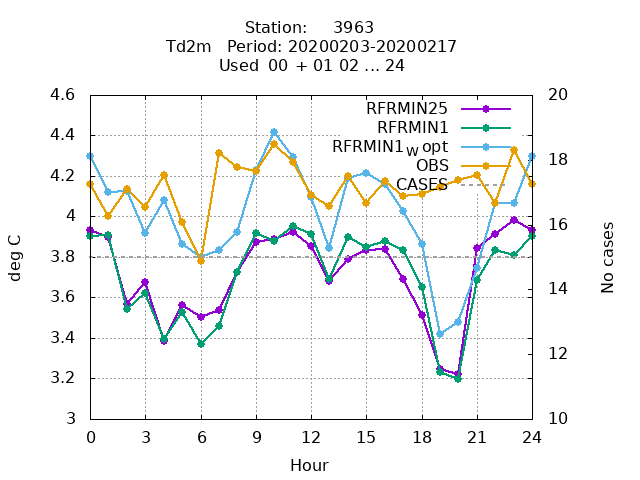 Station: 3963
Td2m Period: 20200203-20200217
Used 00 + 01 02 ... 24
4.6
4.4
4.2
4
3.8
3.6
3.4
3.2
3
20
18
16
14
12
10
RFRMIN25
RFRMIN1
RFRMIN1wopt
OBS
CASES
deg C
No cases
0 3 6 9 12 15 18 21 24
Hour